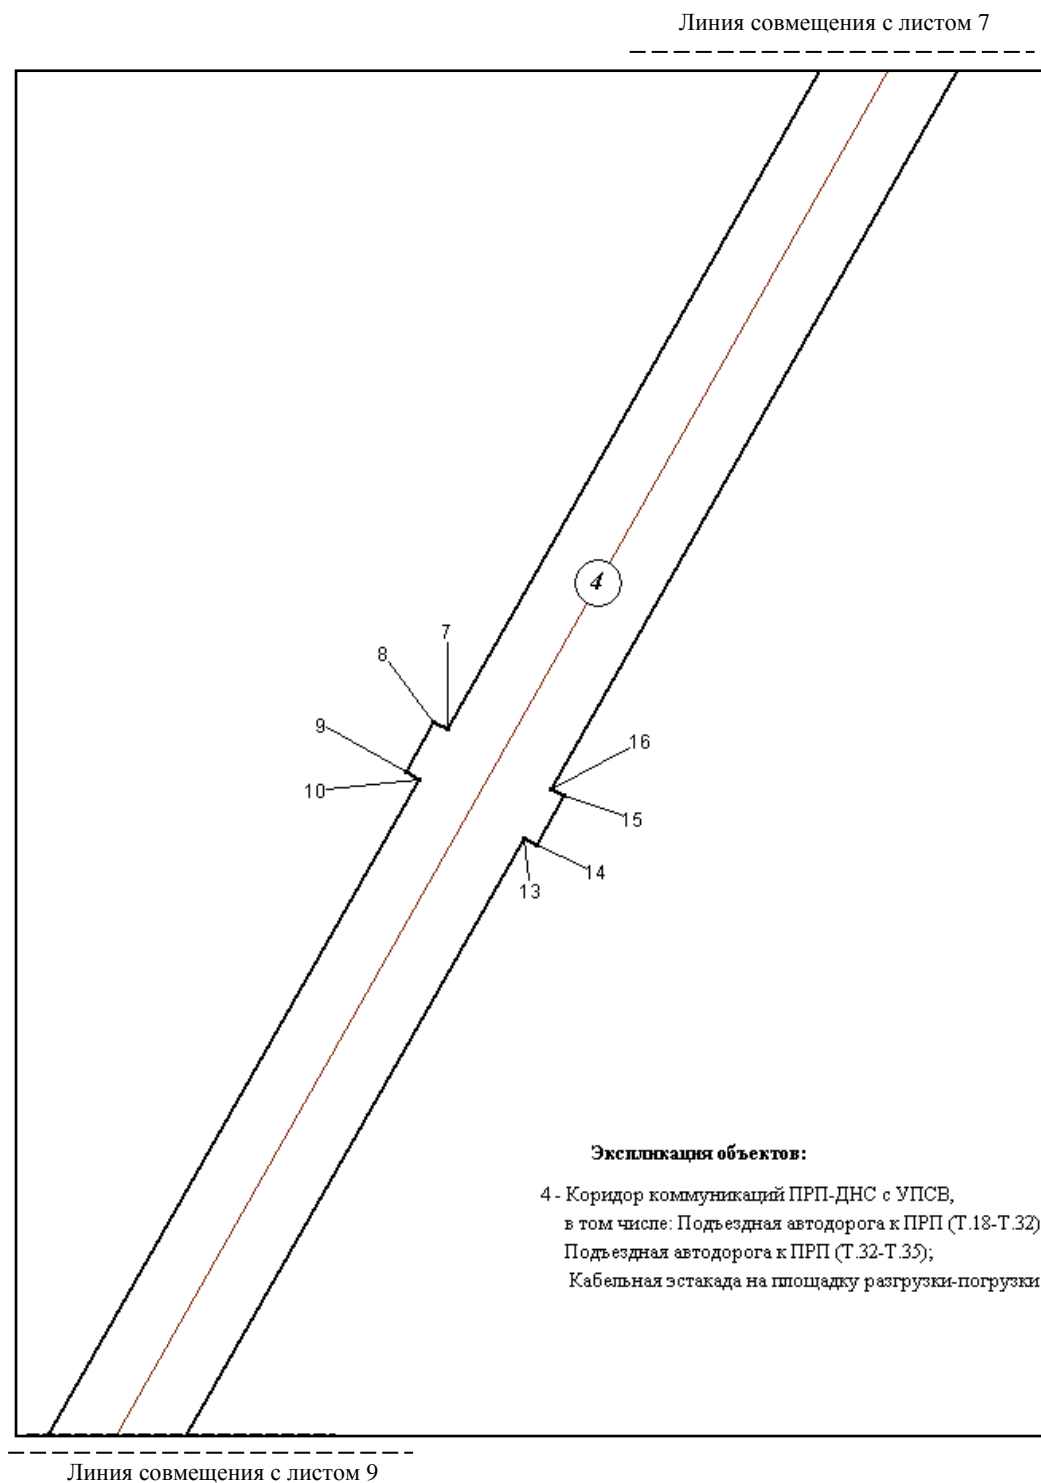 Линия совмещения с листом 7
4
7
8
9
16
10
15
14
13
Экспликация объектов:
4 - Коридор коммуникаций ПРП-ДНС с УПСВ,
в том числе: Подъездная автодорога к ПРП (Т.18-Т.32)
Подъездная автодорога к ПРП (Т.32-Т.35);
Кабельная эстакада на площадку разгрузки-погрузки
Линия совмещения с листом 9